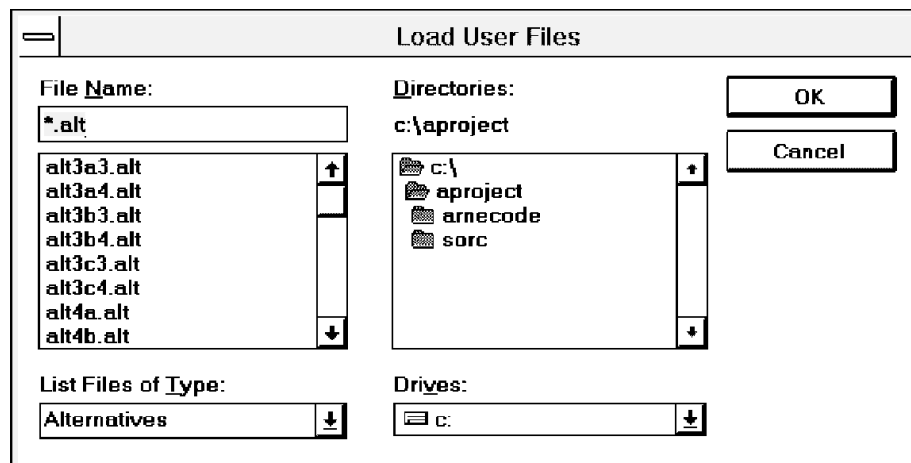 Load User Files
File Name:
*.alt
alt3a3.alt
alt3a4.alt
alt3b3.alt
alt3b4.alt
alt3c3.alt
alt3c4.alt
alt4a.alt
alt4b.alt
List Files of Type:
Alternatives
Directories:
c:\aproject
c:\
aproject
arnecode
sorc
Drives:
c:
OK
Cancel